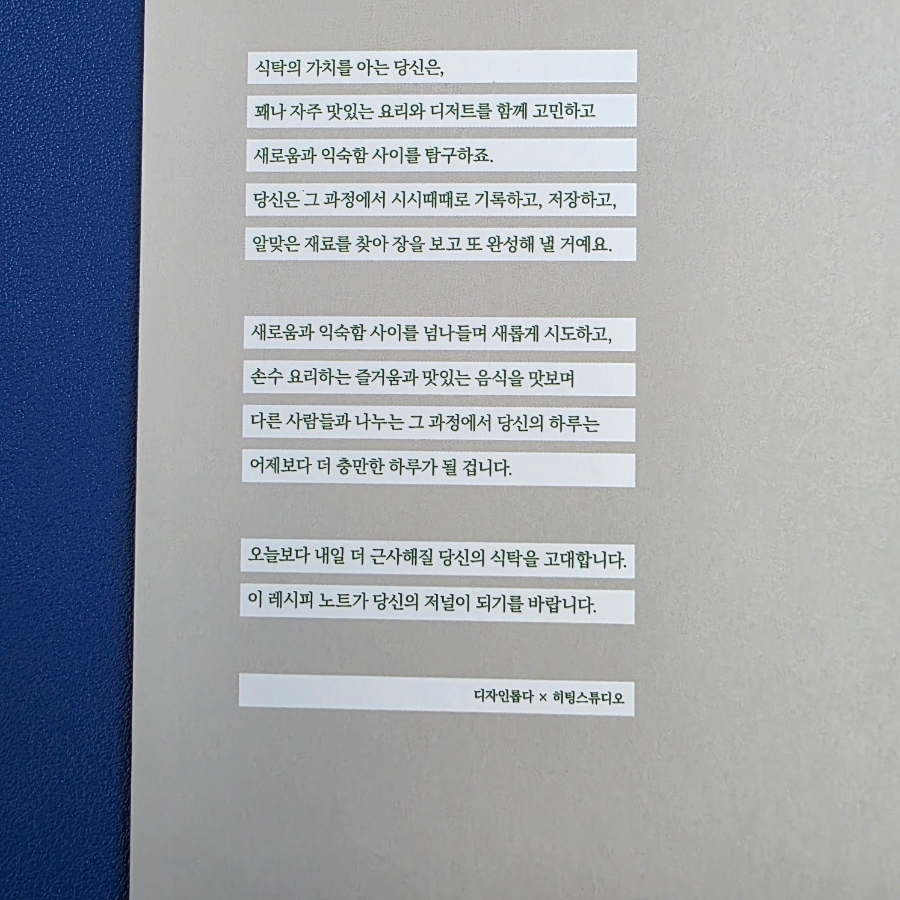 식탁의 가치를 아는 당신은,
꽤나 자주 맛있는 요리와 디저트를 함께 고민하고
새로움과 익숙함 사이를 탐구하죠.
당신은 그 과정에서 시시때때로 기록하고, 저장하고,
알맞은 재료를 찾아 장을 보고 또 완성해 낼 거예요.
새로움과 익숙함 사이를 넘나들며 새롭게 시도하고,
손수 요리하는 즐거움과 맛있는 음식을 맛보며
다른 사람들과 나누는 그 과정에서 당신의 하루는
어제보다 더 충만한 하루가 될 겁니다.
오늘보다 내일 더 근사해질 당신의 식탁을 고대합니다.
이 레시피 노트가 당신의 저널이 되기를 바랍니다.
디자인롭다 × 히팅스튜디오